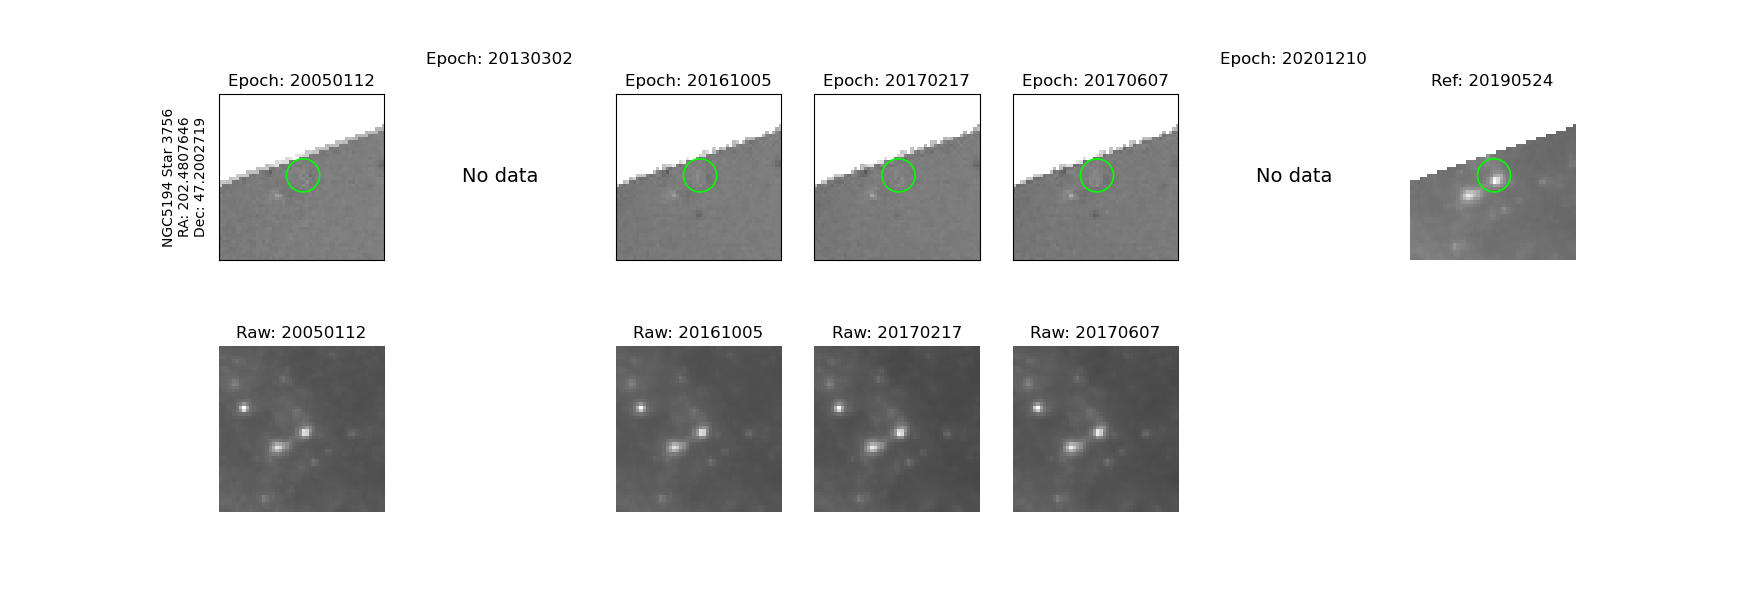 Epoch: 20130302
Epoch: 20201210
Epoch: 20050112
Epoch: 20161005
Epoch: 20170217
Epoch: 20170607
Ref: 20190524
NGC5194 Star 3756
RA: 202.4807646
Dec: 47.2002719
No data
No data
Raw: 20050112
Raw: 20161005
Raw: 20170217
Raw: 20170607